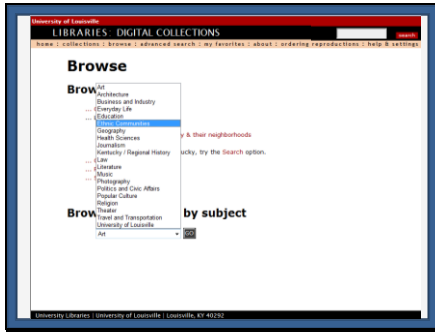 University of Louisville
LIBRARIES: DIGITAL COLLECTIONS
search
home : collections : browse : advanced search : my favorites : about : ordering reproductions : help & settings
Browse
Brow
Art
Architecture
Business and Industry
Everyday Life
Education
Ethnic Communities
Geography
y & their neighborhoods
Health Sciences
Journalism
Kentucky / Regional History
ucky, try the Search option.
Law
Literature
Music
Photography
Politics and Civic Affairs
Popular Culture
Religion
Theater
Travel and Transportation
University of Louisville
Brow by subject
Art GO
University Libraries | University of Louisville | Louisville, KY 40292